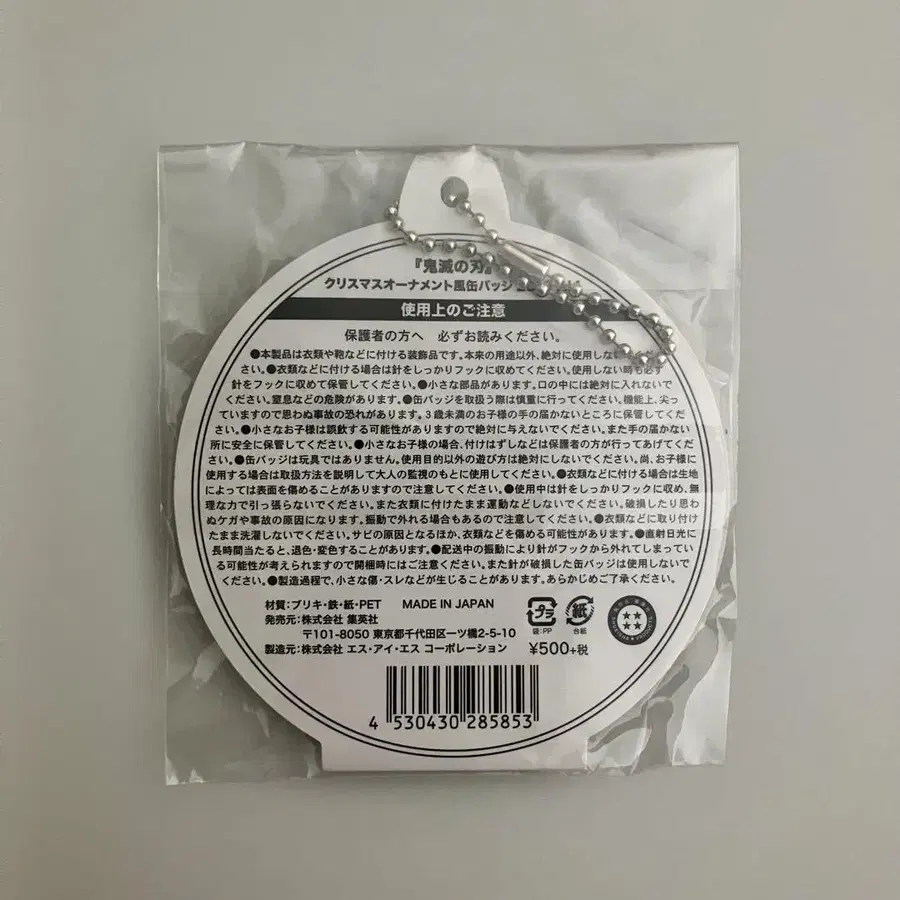 『鬼滅の刃』
クリスマスオーナメント風缶バッジ
使用上のご注意
保護者の方へ 必ずお読みください。
●本製品は衣類や鞄などに付ける装飾品です。本来の用途以外、絶対に使用しない
さい。●衣類などに付ける場合は針をしっかりフックに収めて下さい。使用しない時も必ず
針をフックに収めて保管してください。●小さな部品があります。口の中には絶対に入れないで
ください。窒息などの危険があります。●缶バッジを取扱う際は慎重に行ってください。機能上、尖っ
ていますので思わぬ事故の恐れがあります。3歳未満のお子様の手の届かないところに保管してくだ
さい。●小さなお子様は誤飲する可能性がありますので絶対に与えないでください。また手の届かない
所に安全に保管してください。●小さなお子様の場合、付けはずしなどは保護者の方が行ってあげてくだ
さい。●缶バッジは玩具ではありません。使用目的以外の遊び方は絶対にしないでください。尚、お子様に
使用する場合は取扱方法を説明して大人の監視のもとに使用してください。●衣類などに付ける場合は生地
によっては表面を傷めることがありますので注意してください。●使用中は針をしっかりフックに収め、無
理な力で引っ張らないでください。また衣類に付けたまま運動などしないでください。破損したり思わ
ぬケガや事故の原因になります。振動で外れる場合もあるので注意してください。●衣類などに取り付け
たまま洗濯しないでください。サビの原因となるほか、衣類などを傷める可能性があります。●直射日光に
長時間当たると、退色・変色することがあります。●配送中の振動により針がフックから外れてしまってい
る可能性が考えられますので開梱時にはご注意ください。また針が破損した缶バッジは使用しないで
ください。●製造過程で、小さな傷・スレなどが生じることがあります。あらかじめご了承ください。
材質:ブリキ・鉄・紙・PET MADE IN JAPAN
発売元:株式会社 集英社
〒101-8050 東京都千代田区一ツ橋2-5-10
製造元:株式会社 エス・アイ・エス コーポレーション
プラ
袋:PP
紙
台紙
¥500+税
4 530430 285853